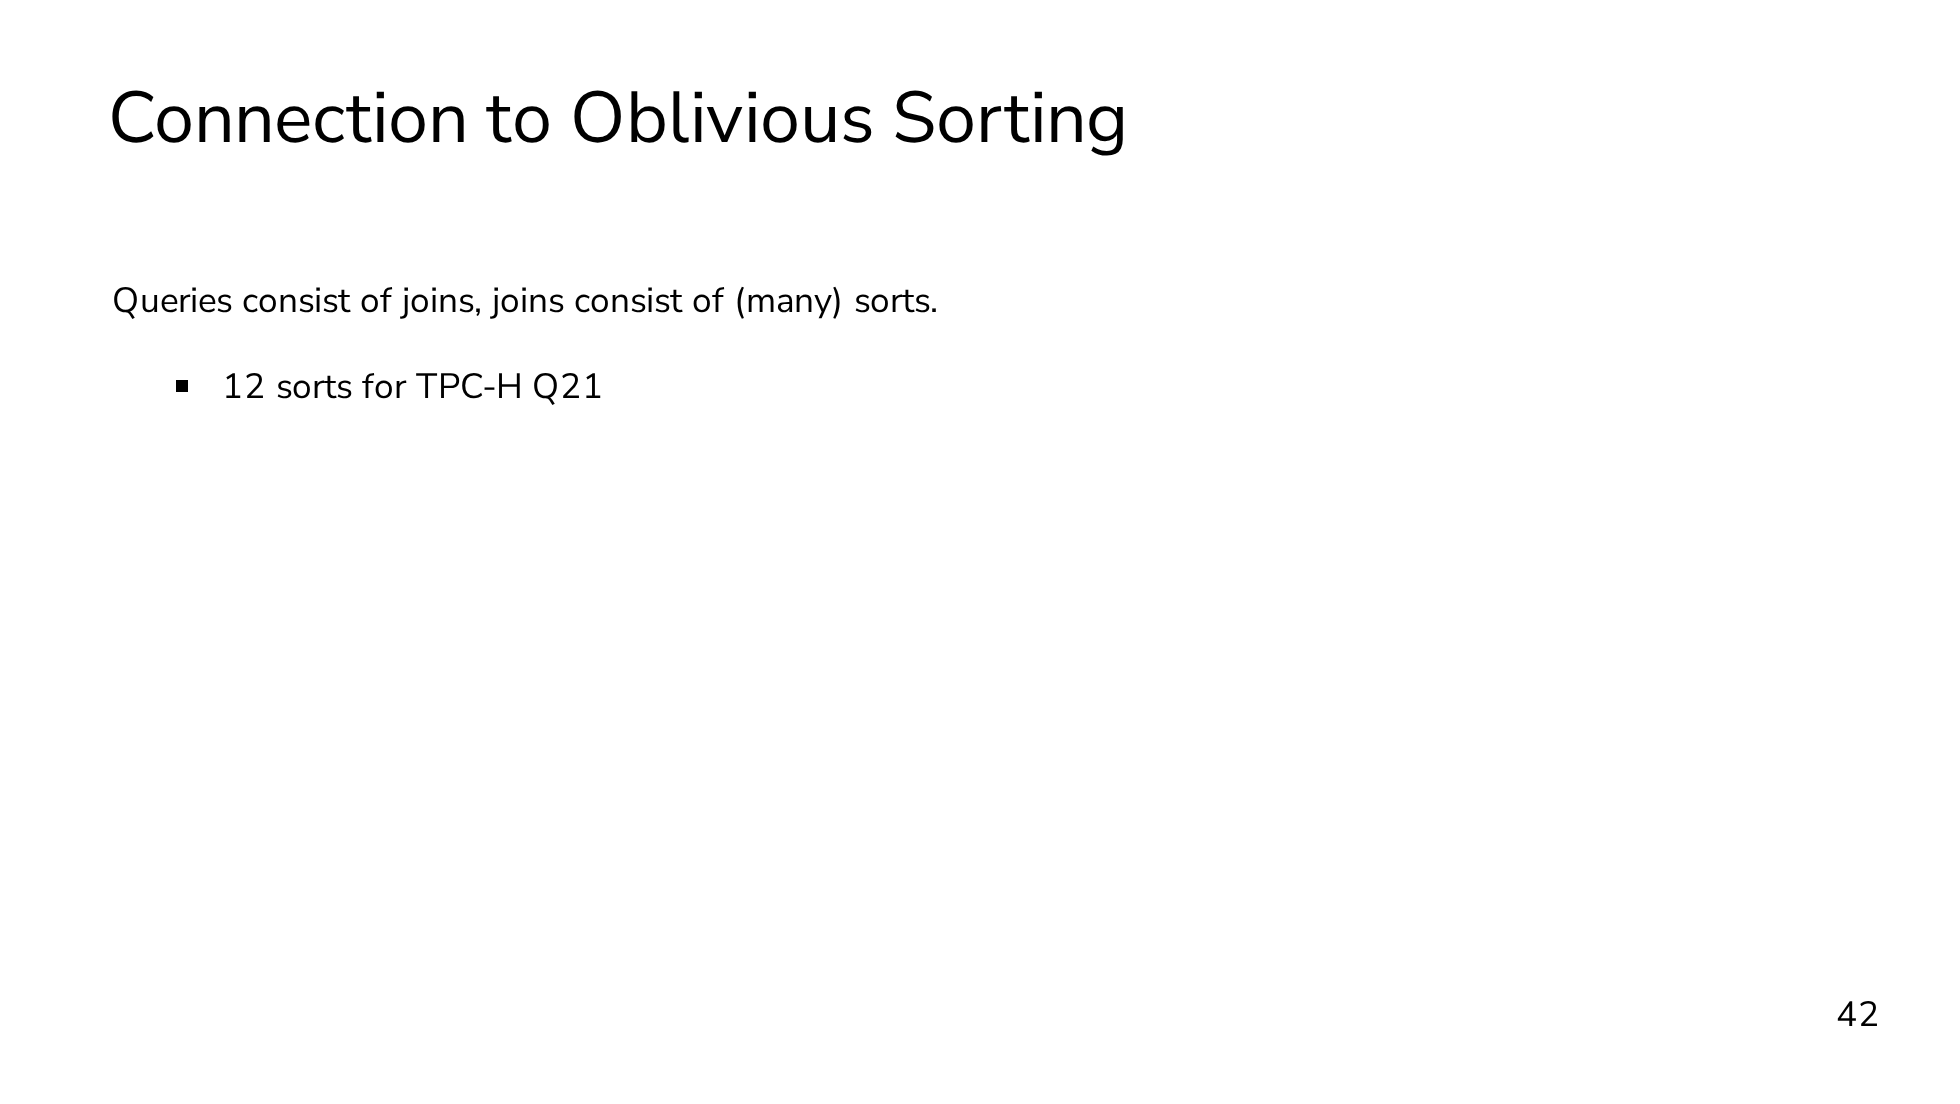 Connection to Oblivious Sorting
Queries consist of joins, joins consist of (many) sorts.
▪ 12 sorts for TPC-H Q21
42